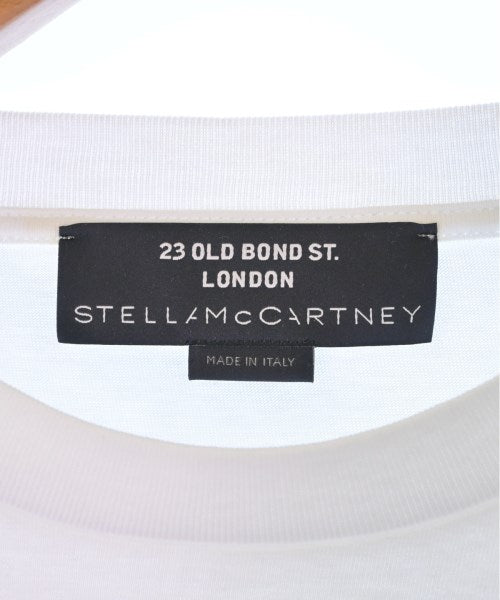 23 OLD BOND ST.
LONDON
STELLAMcCARTNEY
MADE IN ITALY